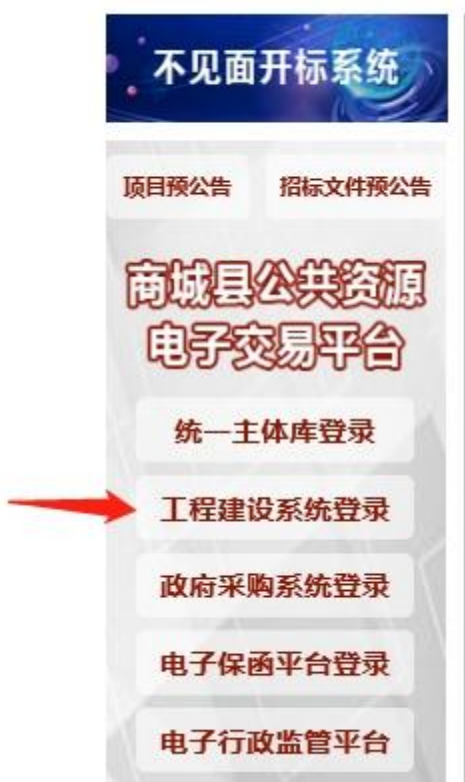 不见面开标系统
项目预公告 招标文件预公告
商城县公共资源
电子交易平台
统一主体库登录
工程建设系统登录
政府采购系统登录
电子保函平台登录
电子行政监管平台